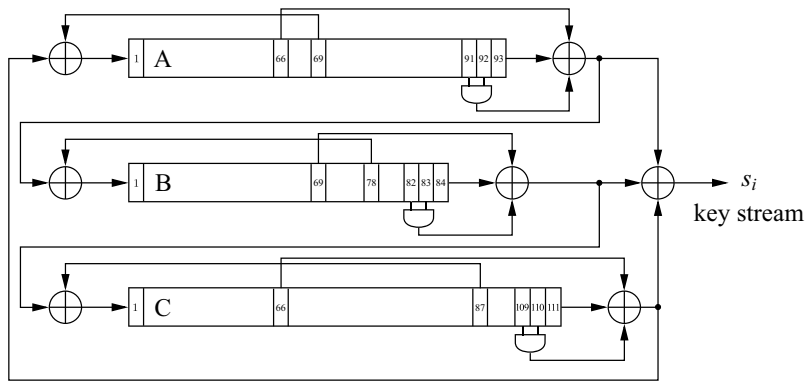 1 A 66 69 91 92 93
1 B 69 78 82 83 84
s_i
key stream
1 C 66 87 109 110 111